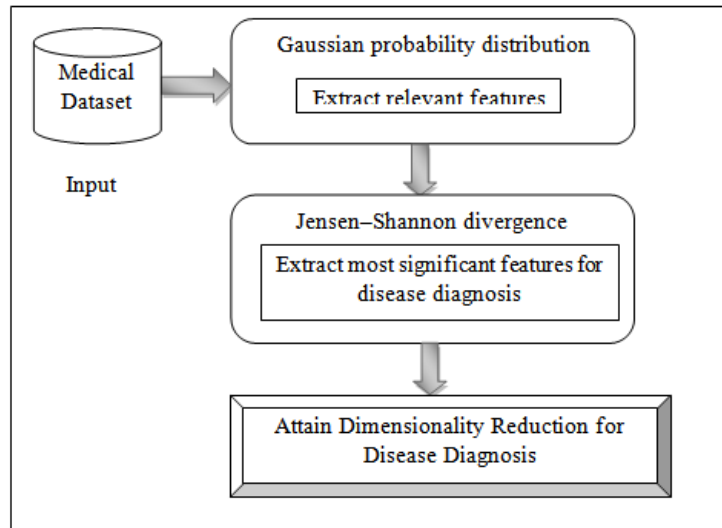 Medical
Dataset
Input
Gaussian probability distribution
Extract relevant features
Jensen–Shannon divergence
Extract most significant features for
disease diagnosis
Attain Dimensionality Reduction for
Disease Diagnosis